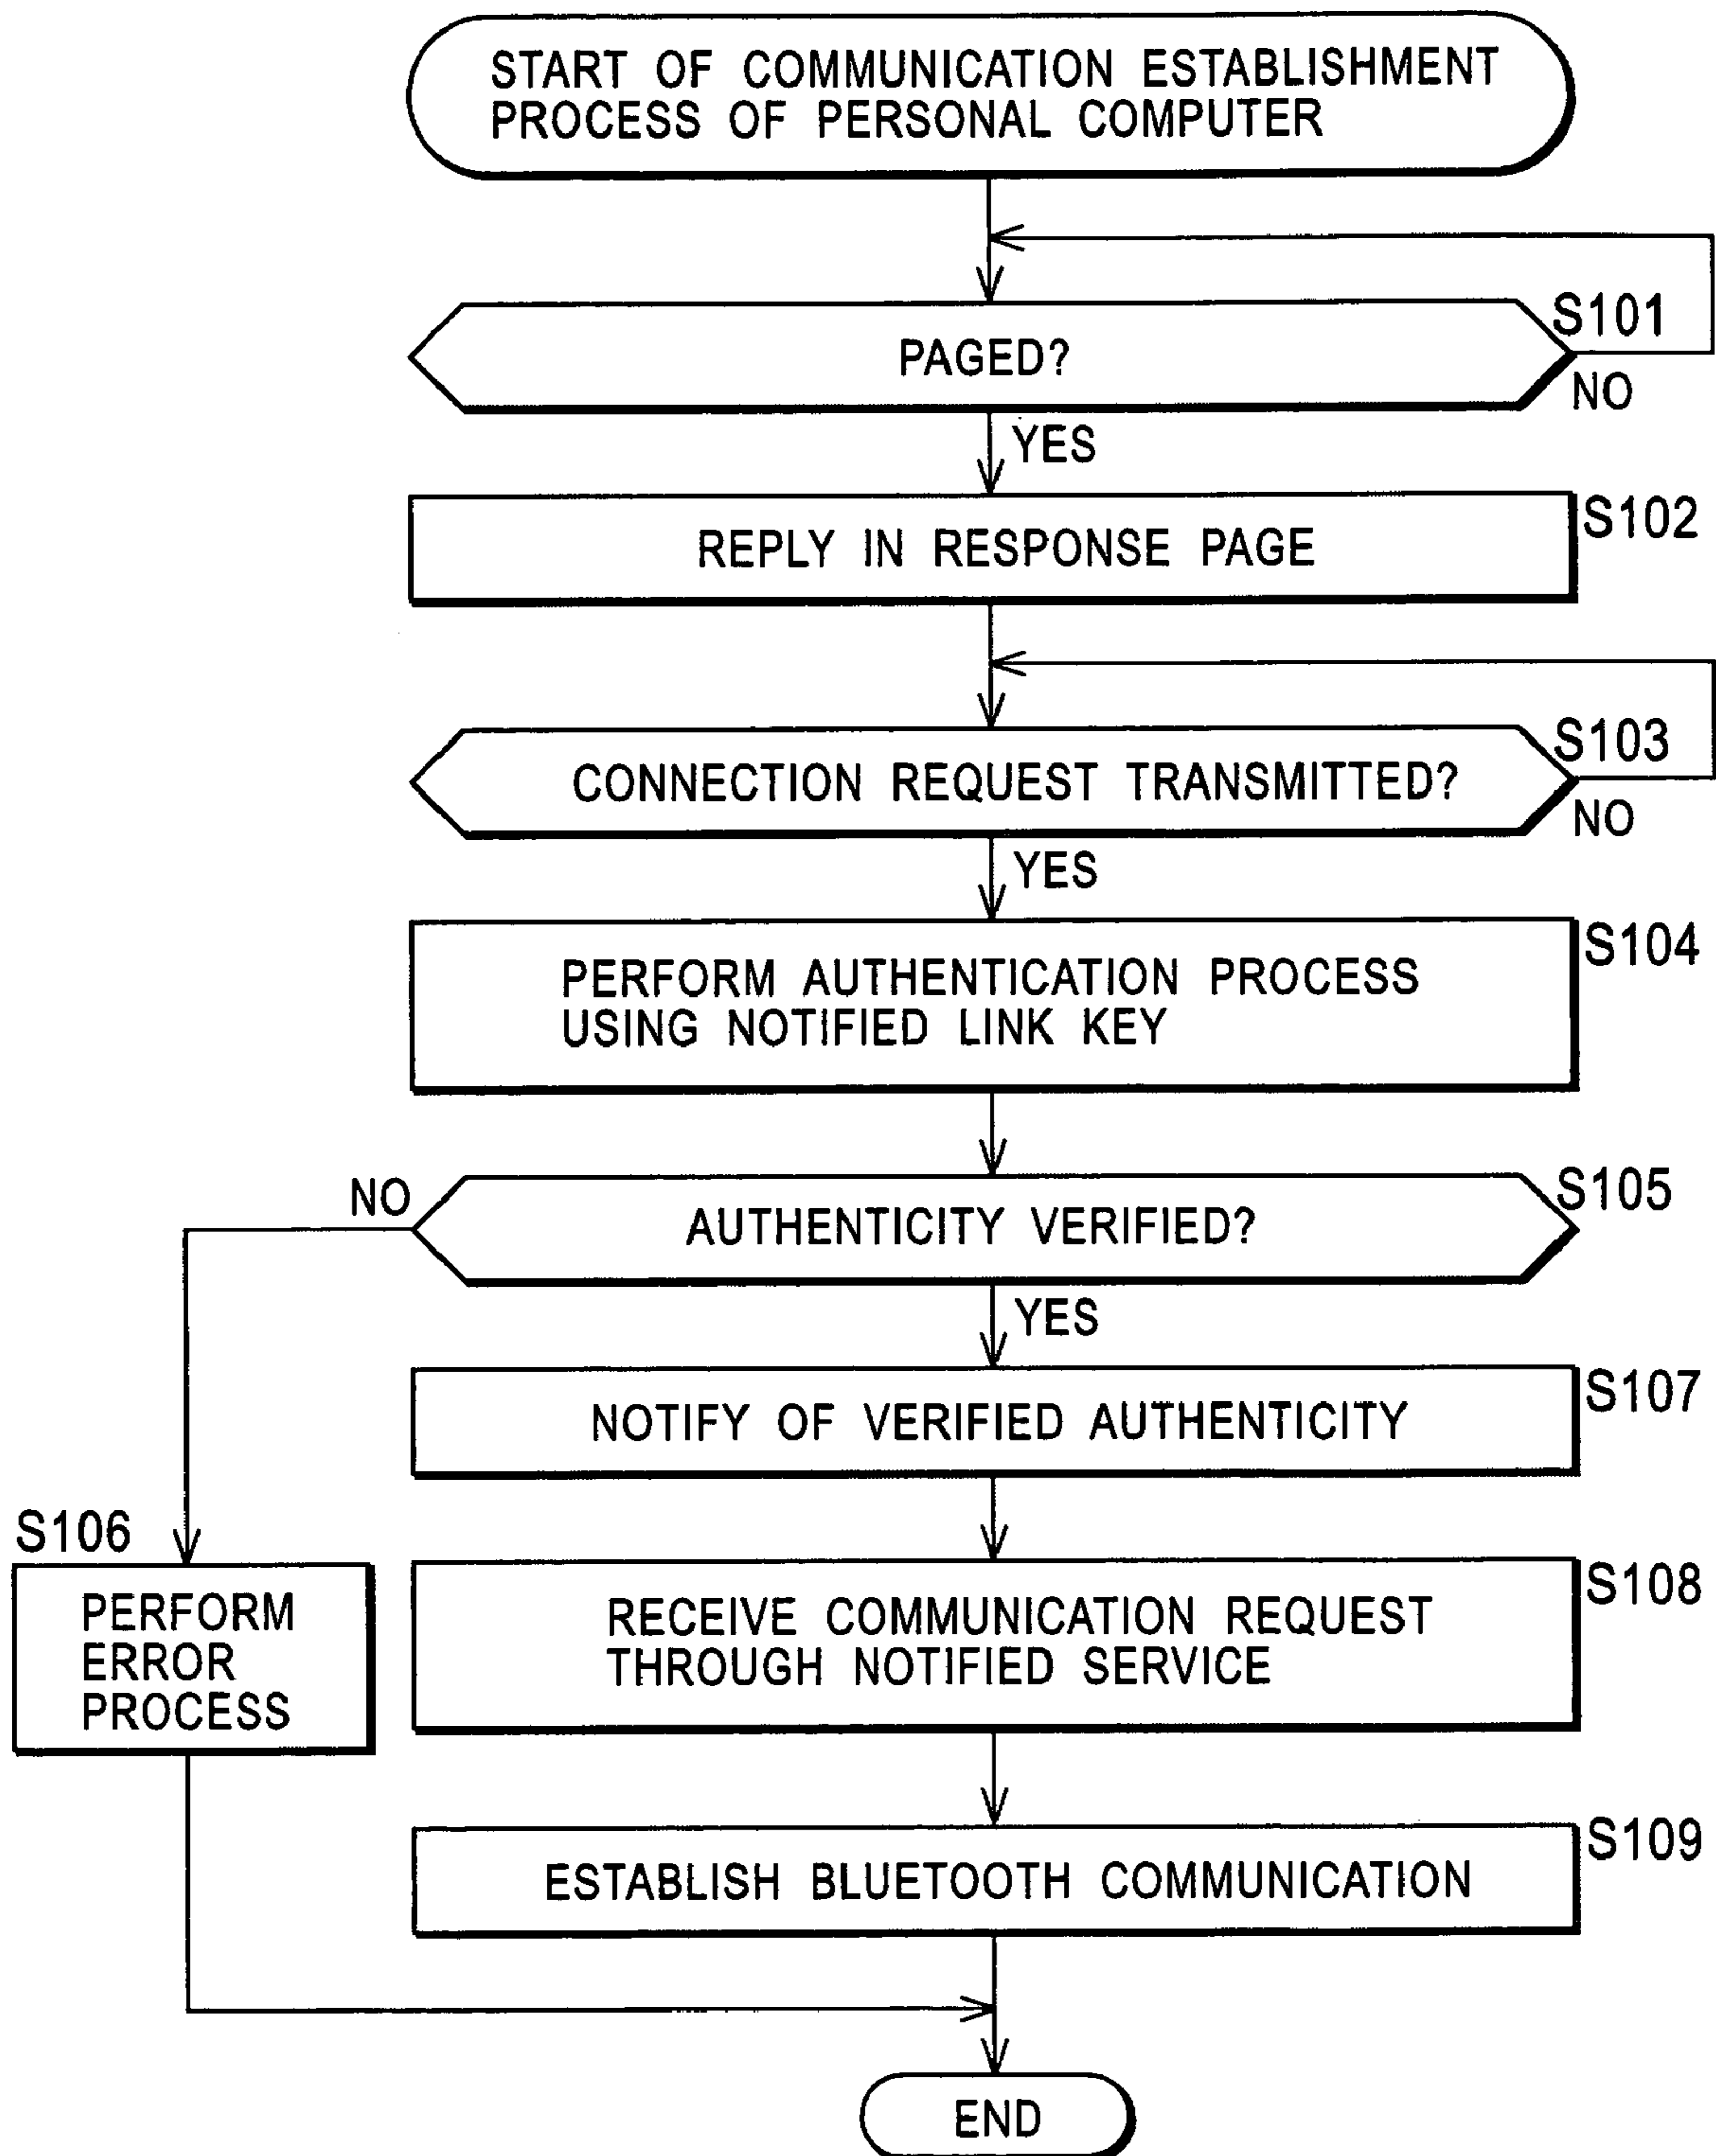 START OF COMMUNICATION ESTABLISHMENT
PROCESS OF PERSONAL COMPUTER
S101
PAGED?
NO
YES
S102
REPLY IN RESPONSE PAGE
S103
CONNECTION REQUEST TRANSMITTED?
NO
YES
S104
PERFORM AUTHENTICATION PROCESS
USING NOTIFIED LINK KEY
S105
NO
AUTHENTICITY VERIFIED?
YES
S107
NOTIFY OF VERIFIED AUTHENTICITY
S106
PERFORM
ERROR
PROCESS
S108
RECEIVE COMMUNICATION REQUEST
THROUGH NOTIFIED SERVICE
S109
ESTABLISH BLUETOOTH COMMUNICATION
END